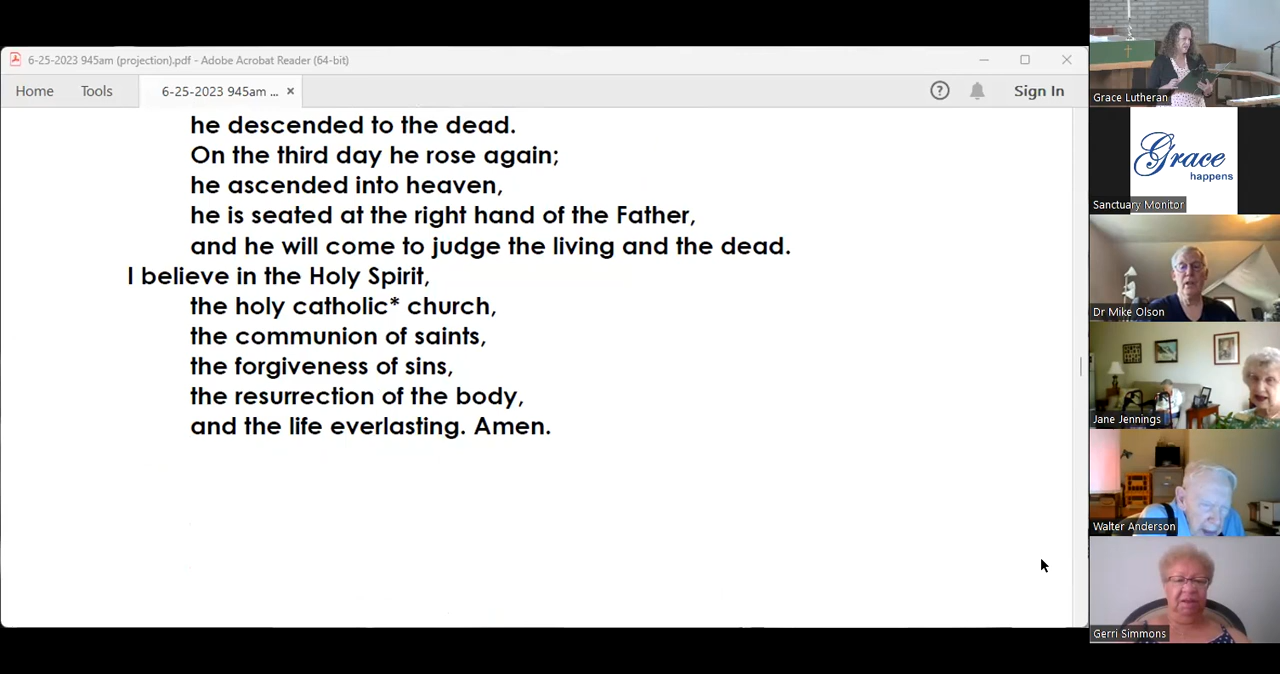 6-25-2023 945am (projection).pdf - Adobe Acrobat Reader (64-bit)
Home
Tools
6-25-2023 945am ...
Sign In
he descended to the dead.
On the third day he rose again;
he ascended into heaven,
he is seated at the right hand of the Father,
and he will come to judge the living and the dead.
I believe in the Holy Spirit,
the holy catholic* church,
the communion of saints,
the forgiveness of sins,
the resurrection of the body,
and the life everlasting. Amen.
Grace Lutheran
Grace
happens
Sanctuary Monitor
Dr Mike Olson
Jane Jennings
Walter Anderson
Gerri Simmons